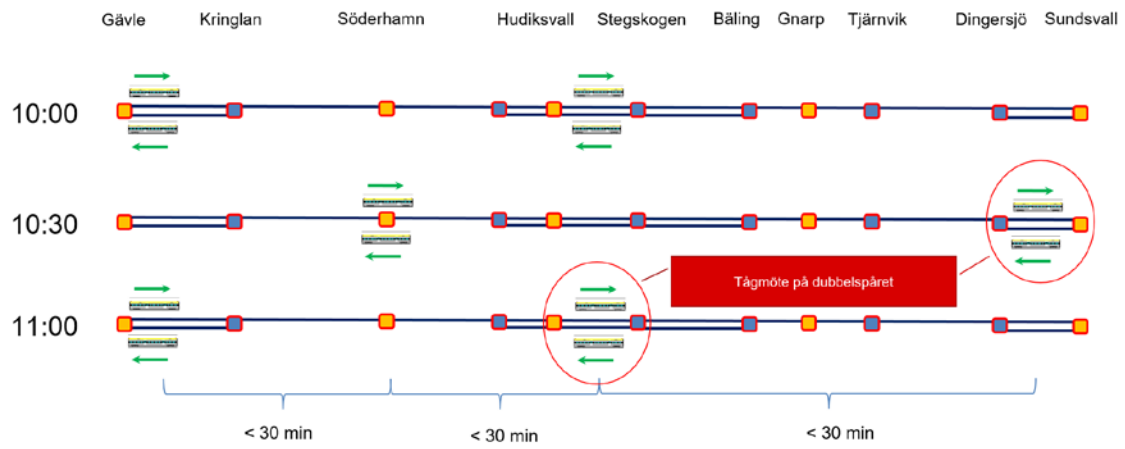 Gävle Kringlan Söderhamn Hudiksvall Stegskogen Bäling Gnarp Tjärnvik Dingersjö Sundsvall
10:00
10:30
Tågmöte på dubbelspåret
11:00
< 30 min < 30 min < 30 min